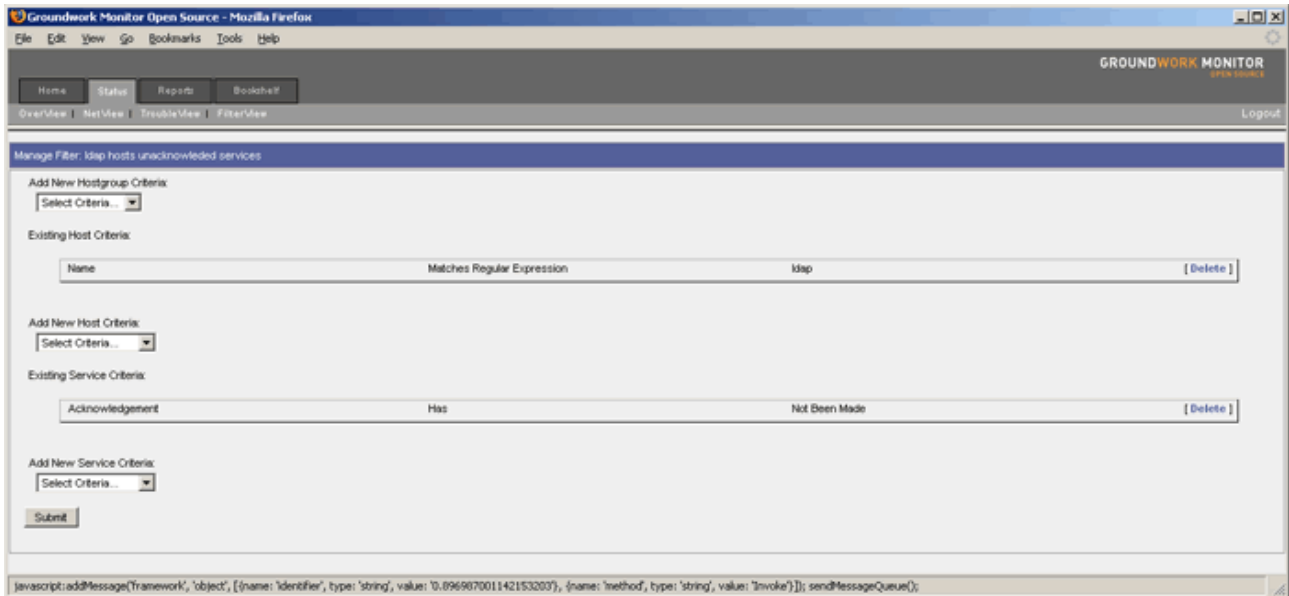 Groundwork Monitor Open Source - Mozilla Firefox
File Edit View Go Bookmarks Tools Help
GROUNDWORK MONITOR
OPEN SOURCE
Home Status Reports Bookshelf
OverView | NetView | TroubleView | FilterView Logout
Manage Filter: ldap hosts unacknowleded services
Add New Hostgroup Criteria:
Select Criteria...
Existing Host Criteria:
Name Matches Regular Expression ldap [ Delete ]
Add New Host Criteria:
Select Criteria...
Existing Service Criteria:
Acknowledgement Has Not Been Made [ Delete ]
Add New Service Criteria:
Select Criteria...
Submit
javascript:addMessage('framework', 'object', [{name: 'identifier', type: 'string', value: '0.896987001142153203'}, {name: 'method', type: 'string', value: 'Invoke'}]); sendMessageQueue();